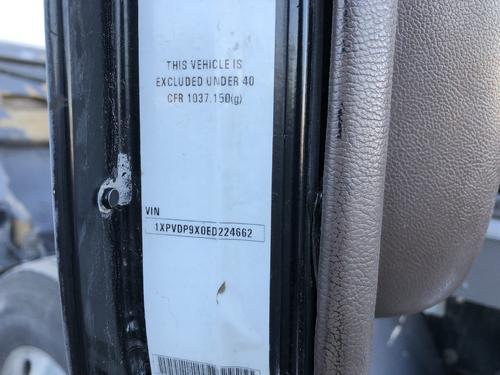 THIS VEHICLE IS
EXCLUDED UNDER 40
CFR 1037.150(g)
VIN
1XPVDP9X0ED224662